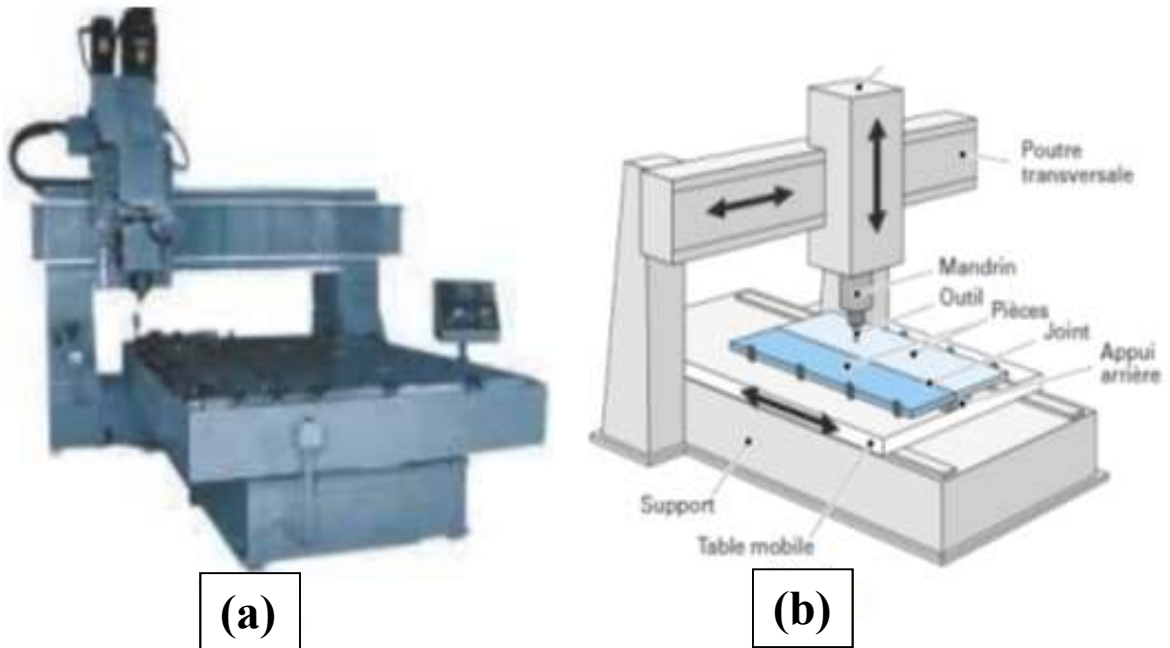 Poutre
transversale
Mandrin
Outil
Pièces
Joint
Appui
arrière
Support
Table mobile
(a)
(b)